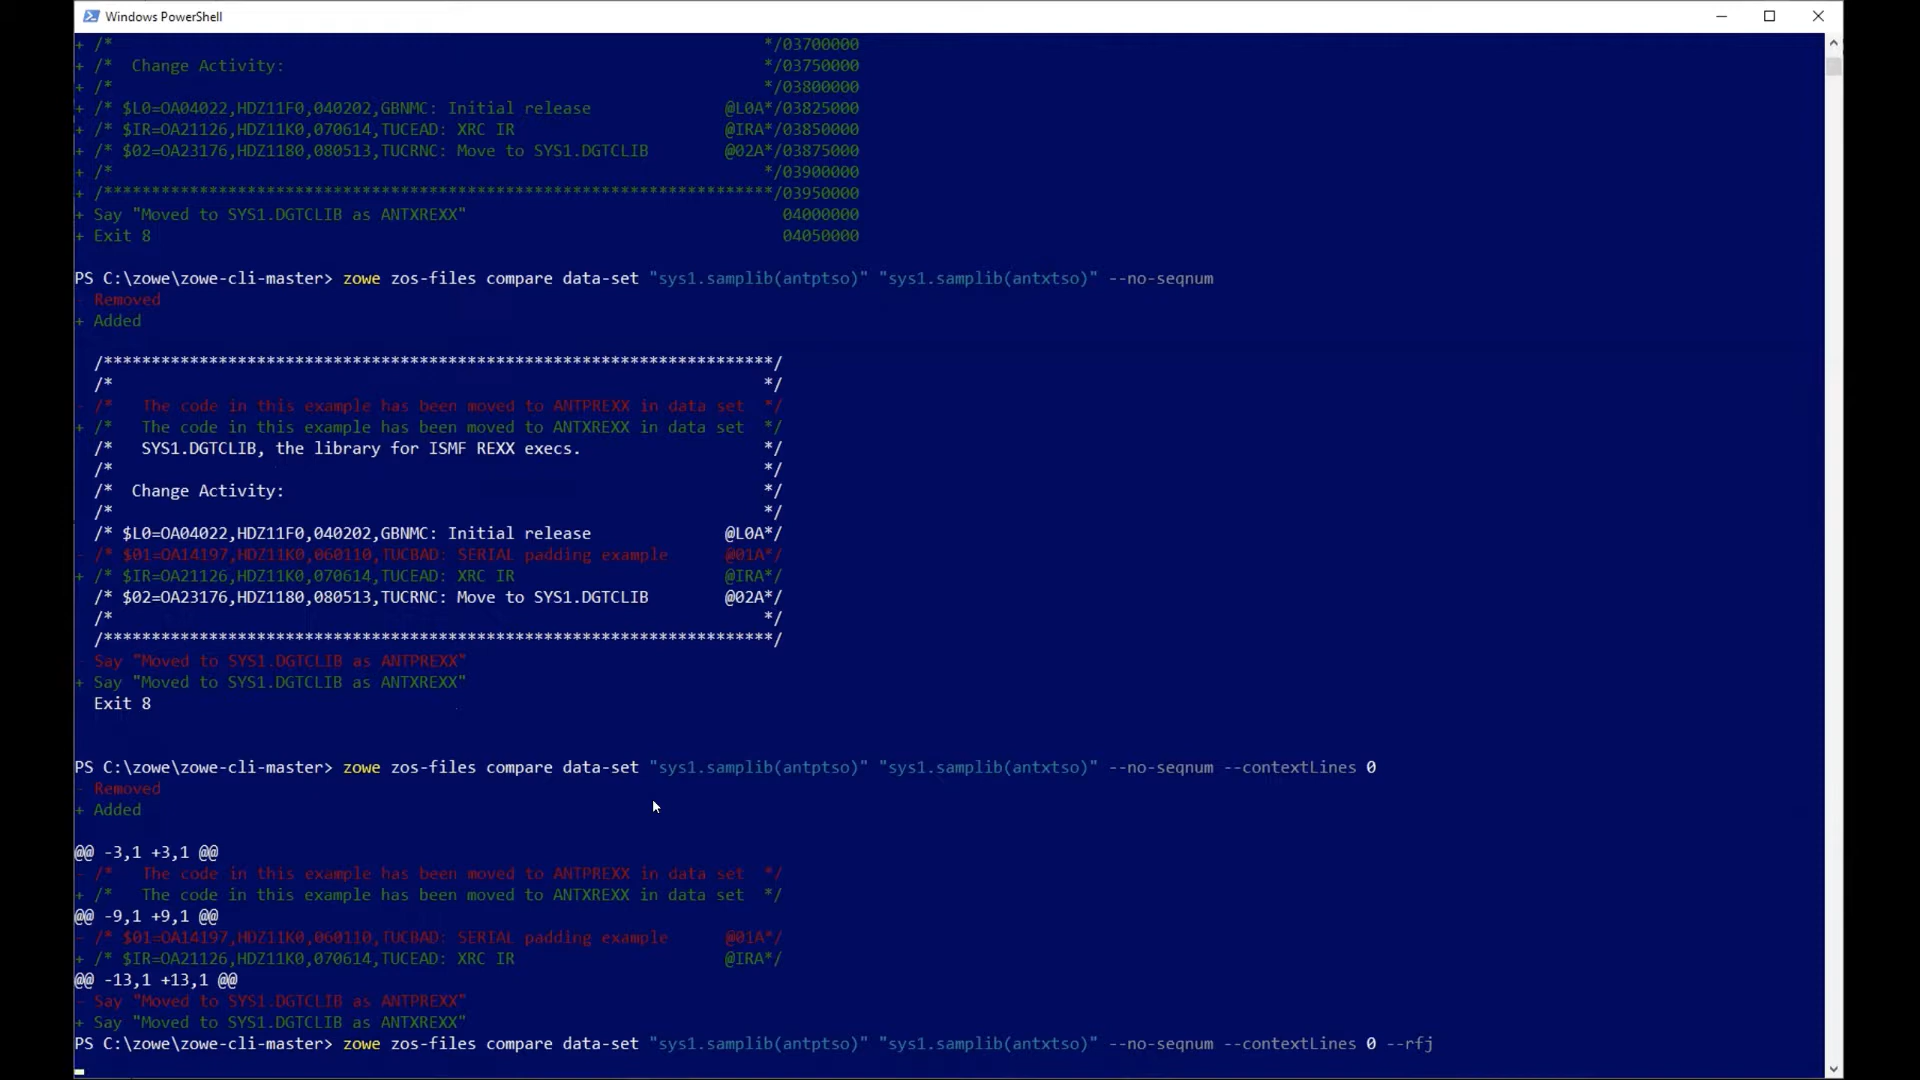 Windows PowerShell
+ /*                                                                    */03700000
+ /*  Change Activity:                                                  */03750000
+ /*                                                                    */03800000
+ /* $L0=OA04022,HDZ11F0,040202,GBNMC: Initial release              @L0A*/03825000
+ /* $IR=OA21126,HDZ11K0,070614,TUCEAD: XRC IR                      @IRA*/03850000
+ /* $02=OA23176,HDZ1180,080513,TUCRNC: Move to SYS1.DGTCLIB        @02A*/03875000
+ /*                                                                    */03900000
+ /**********************************************************************/03950000
+ Say "Moved to SYS1.DGTCLIB as ANTXREXX"                                 04000000
+ Exit 8                                                                  04050000
PS C:\zowe\zowe-cli-master> zowe zos-files compare data-set "sys1.samplib(antptso)" "sys1.samplib(antxtso)" --no-seqnum
- Removed
+ Added
  /**********************************************************************/
  /*                                                                    */
- /*   The code in this example has been moved to ANTPREXX in data set  */
+ /*   The code in this example has been moved to ANTXREXX in data set  */
  /*   SYS1.DGTCLIB, the library for ISMF REXX execs.                   */
  /*                                                                    */
  /*  Change Activity:                                                  */
  /*                                                                    */
  /* $L0=OA04022,HDZ11F0,040202,GBNMC: Initial release              @L0A*/
- /* $01=OA14197,HDZ11K0,060110,TUCBAD: SERIAL padding example      @01A*/
+ /* $IR=OA21126,HDZ11K0,070614,TUCEAD: XRC IR                      @IRA*/
  /* $02=OA23176,HDZ1180,080513,TUCRNC: Move to SYS1.DGTCLIB        @02A*/
  /*                                                                    */
  /**********************************************************************/
- Say "Moved to SYS1.DGTCLIB as ANTPREXX"
+ Say "Moved to SYS1.DGTCLIB as ANTXREXX"
  Exit 8
PS C:\zowe\zowe-cli-master> zowe zos-files compare data-set "sys1.samplib(antptso)" "sys1.samplib(antxtso)" --no-seqnum --contextLines 0
- Removed
+ Added
@@ -3,1 +3,1 @@
- /*   The code in this example has been moved to ANTPREXX in data set  */
+ /*   The code in this example has been moved to ANTXREXX in data set  */
@@ -9,1 +9,1 @@
- /* $01=OA14197,HDZ11K0,060110,TUCBAD: SERIAL padding example      @01A*/
+ /* $IR=OA21126,HDZ11K0,070614,TUCEAD: XRC IR                      @IRA*/
@@ -13,1 +13,1 @@
- Say "Moved to SYS1.DGTCLIB as ANTPREXX"
+ Say "Moved to SYS1.DGTCLIB as ANTXREXX"
PS C:\zowe\zowe-cli-master> zowe zos-files compare data-set "sys1.samplib(antptso)" "sys1.samplib(antxtso)" --no-seqnum --contextLines 0 --rfj